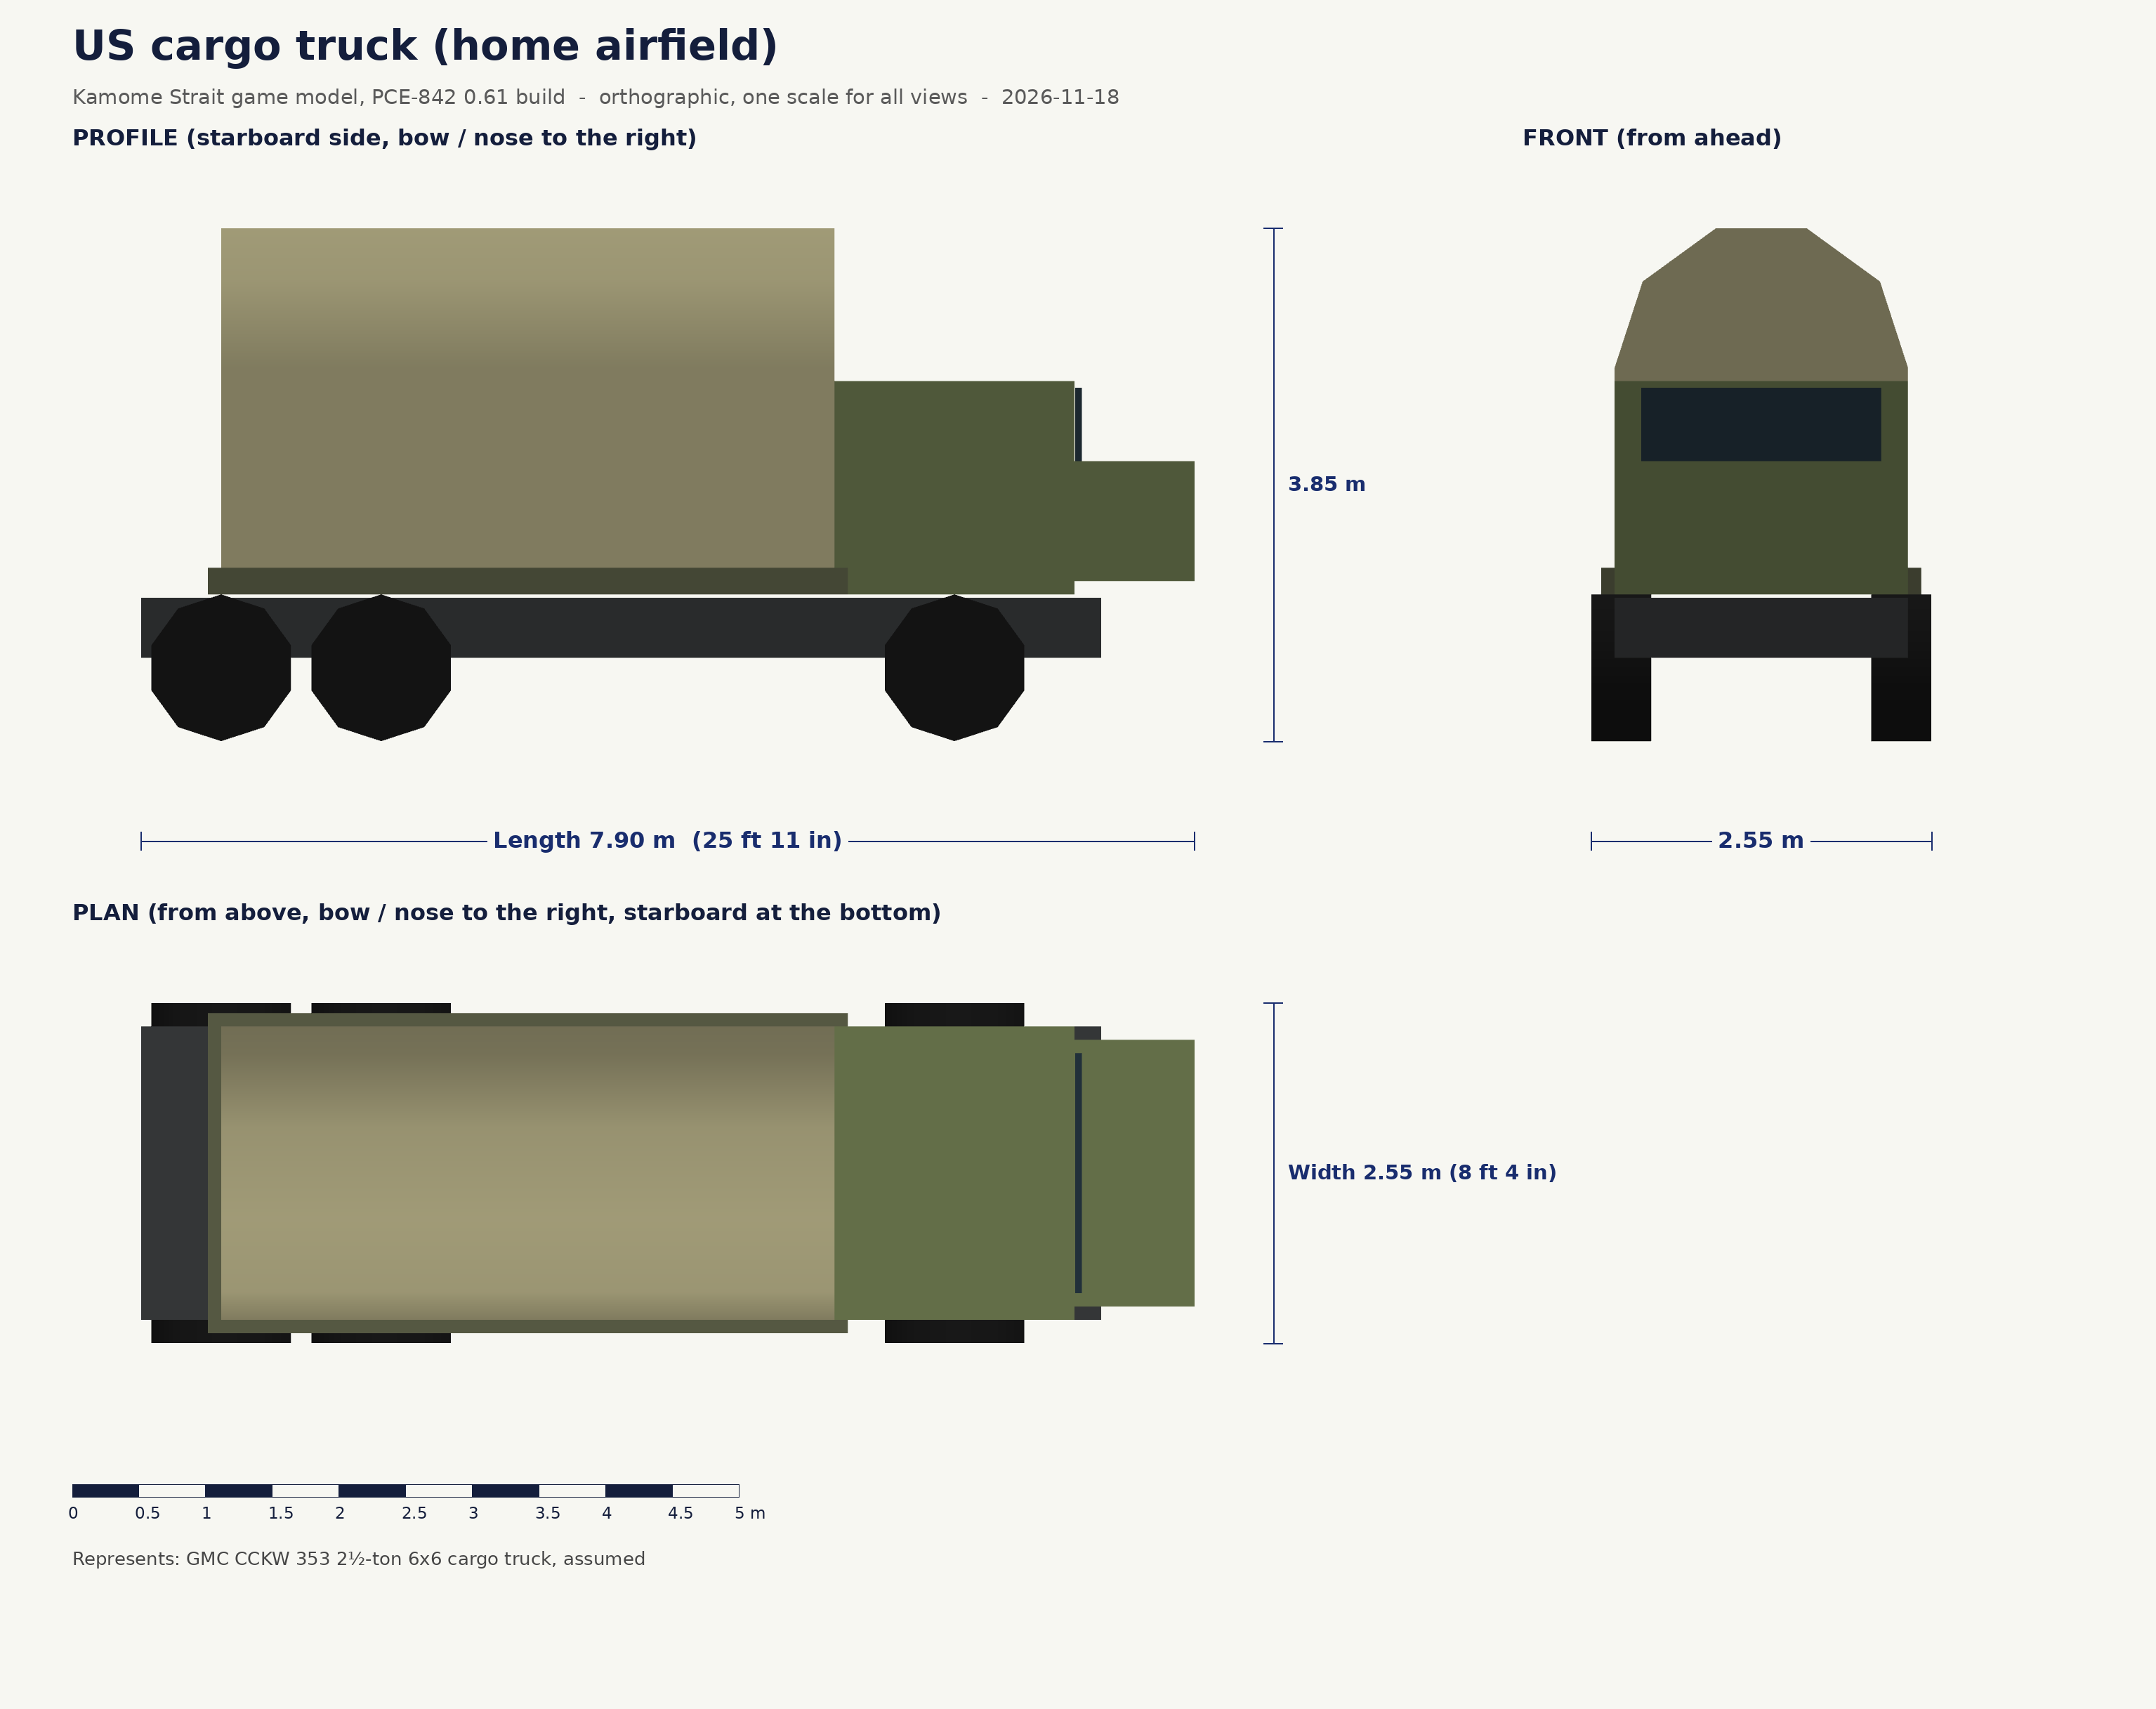 US cargo truck (home airfield)
Kamome Strait game model, PCE-842 0.61 build  -  orthographic, one scale for all views  -  2026-11-18
PROFILE (starboard side, bow / nose to the right)
FRONT (from ahead)
3.85 m
Length 7.90 m  (25 ft 11 in)
2.55 m
PLAN (from above, bow / nose to the right, starboard at the bottom)
Width 2.55 m (8 ft 4 in)
0 0.5 1 1.5 2 2.5 3 3.5 4 4.5 5 m
Represents: GMC CCKW 353 2½-ton 6x6 cargo truck, assumed